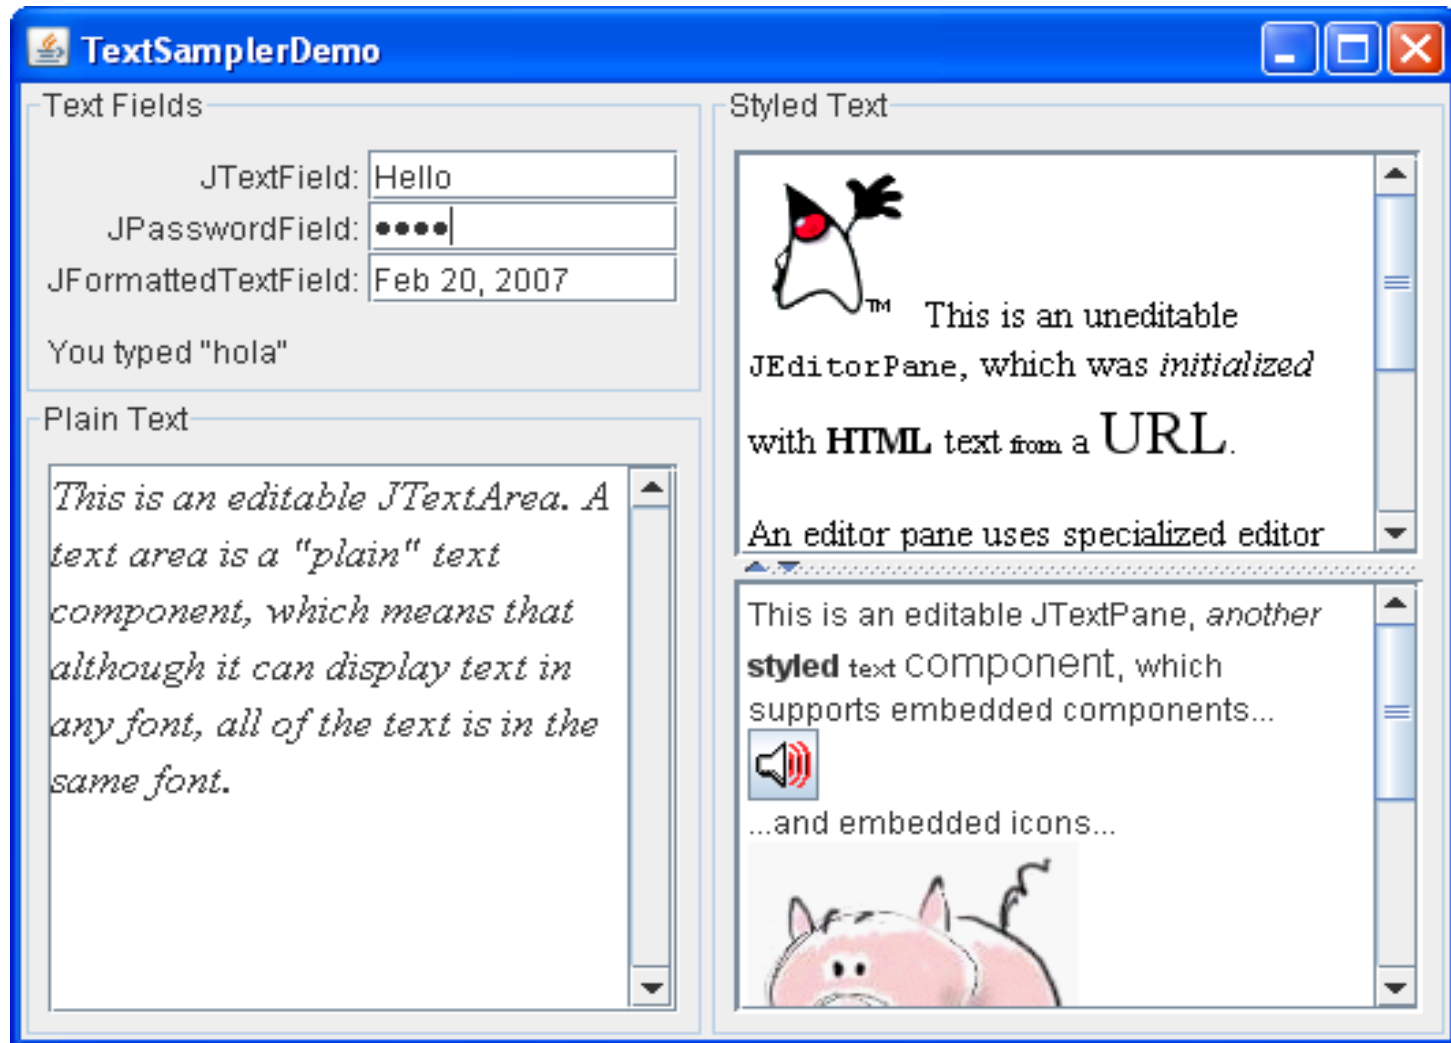 TextSamplerDemo
Text Fields
JTextField: Hello
JPasswordField: ••••
JFormattedTextField: Feb 20, 2007
You typed "hola"
Plain Text
This is an editable JTextArea. A
text area is a "plain" text
component, which means that
although it can display text in
any font, all of the text is in the
same font.
Styled Text
TM This is an uneditable
JEditorPane, which was initialized
with HTML text from a URL.
An editor pane uses specialized editor
This is an editable JTextPane, another
styled text component, which
supports embedded components...
...and embedded icons...